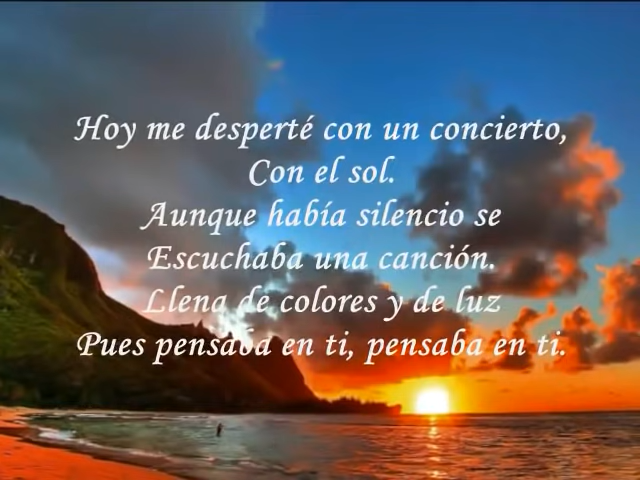 Hoy me desperté con un concierto,
Con el sol.
Aunque había silencio se
Escuchaba una canción.
Llena de colores y de luz
Pues pensaba en ti, pensaba en ti.